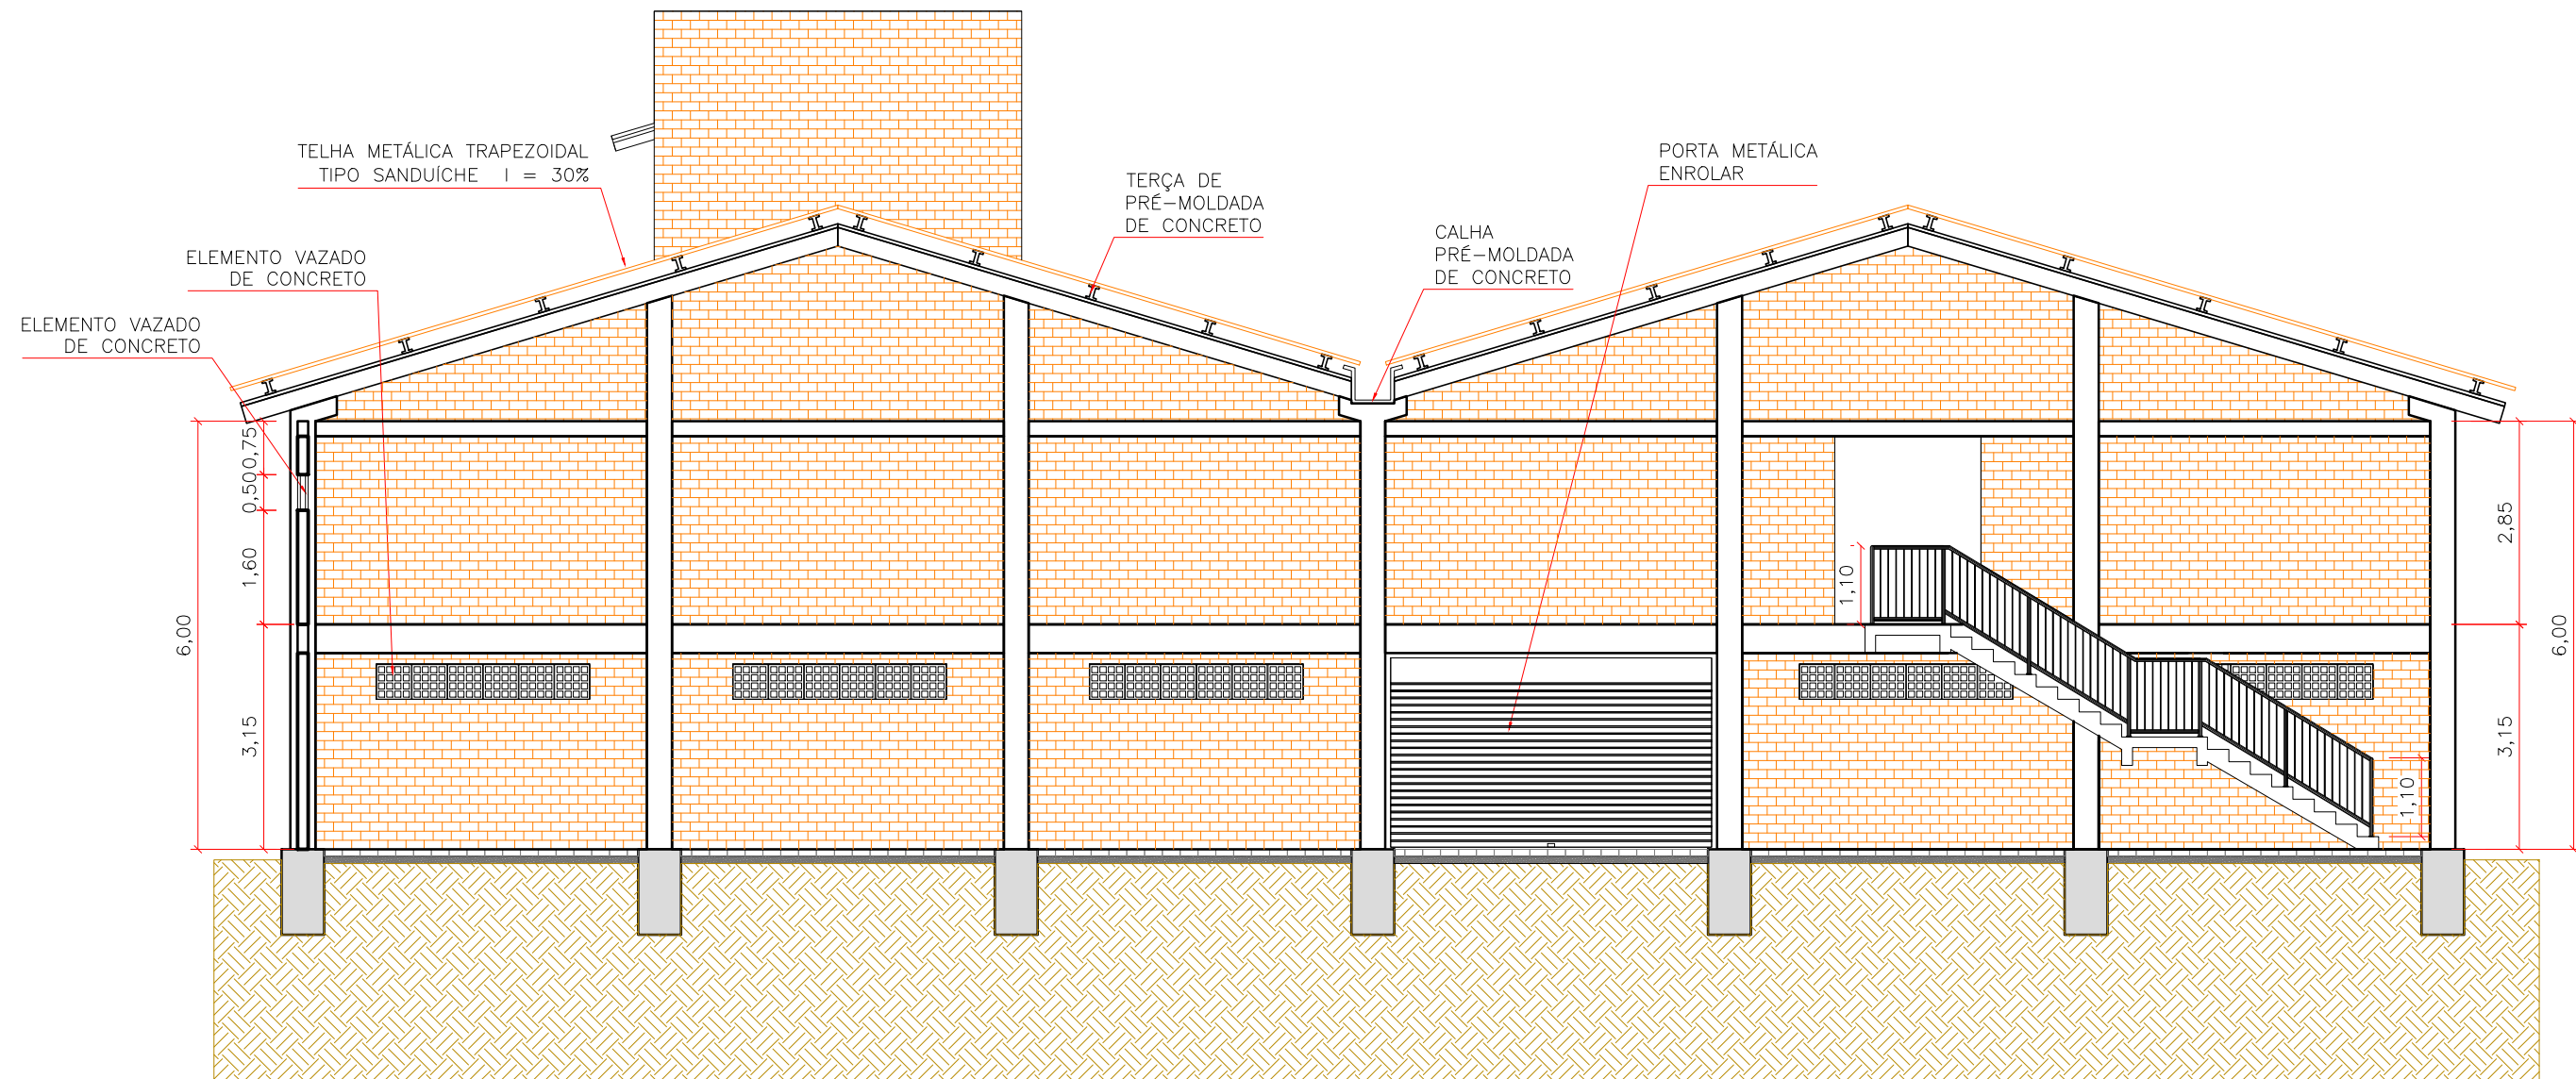 TELHA METÁLICA TRAPEZOIDAL
TIPO SANDUÍCHE I = 30%
ELEMENTO VAZADO
DE CONCRETO
ELEMENTO VAZADO
DE CONCRETO
TERÇA DE
PRÉ-MOLDADA
DE CONCRETO
CALHA
PRÉ-MOLDADA
DE CONCRETO
PORTA METÁLICA
ENROLAR
6,00
0,75
0,50
1,60
3,15
1,10
1,10
2,85
3,15
6,00